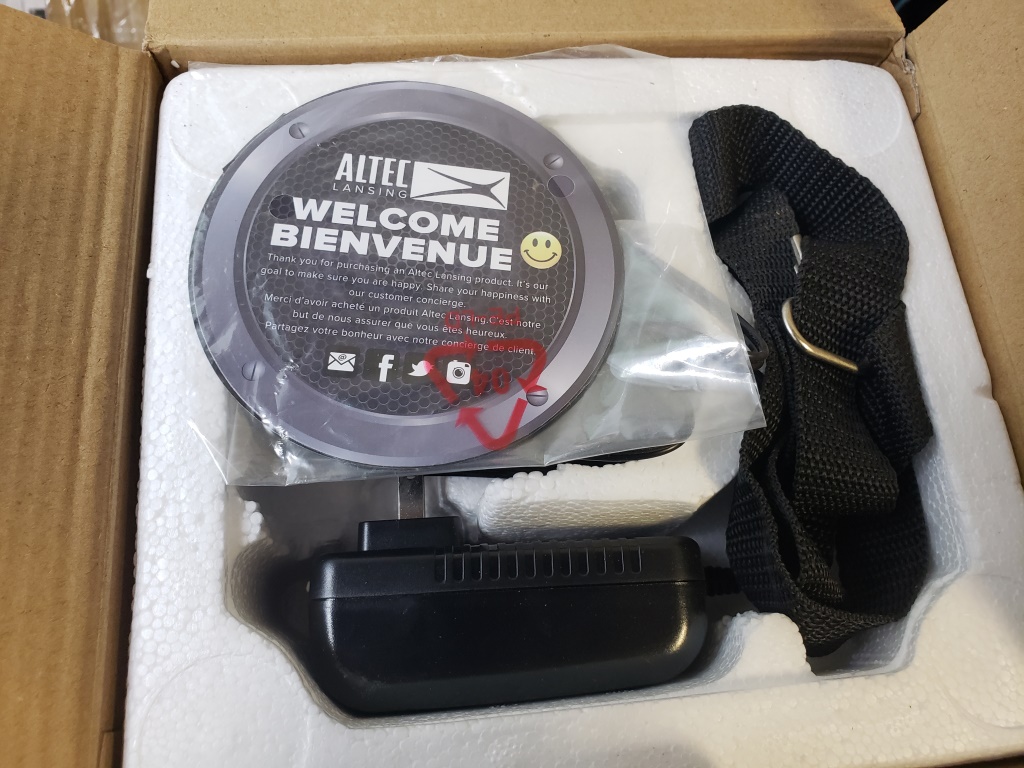 ALTEC
LANSING
WELCOME
BIENVENUE
Thank you for purchasing an Altec Lansing product. It's our
goal to make sure you are happy. Share your happiness with
our customer concierge.
Merci d'avoir acheté un produit Altec Lansing.C'est notre
but de nous assurer que vous êtes heureux.
Partagez votre bonheur avec notre concierge de client.
04